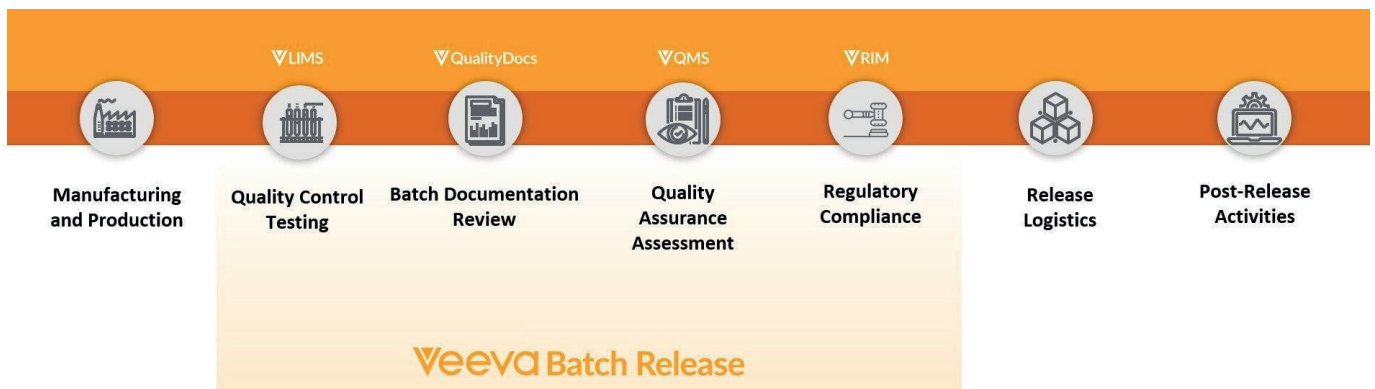 VLIMS
VQualityDocs
VQMS
VRIM
Manufacturing
and Production
Quality Control
Testing
Batch Documentation
Review
Quality
Assurance
Assessment
Regulatory
Compliance
Release
Logistics
Post-Release
Activities
Veeva Batch Release